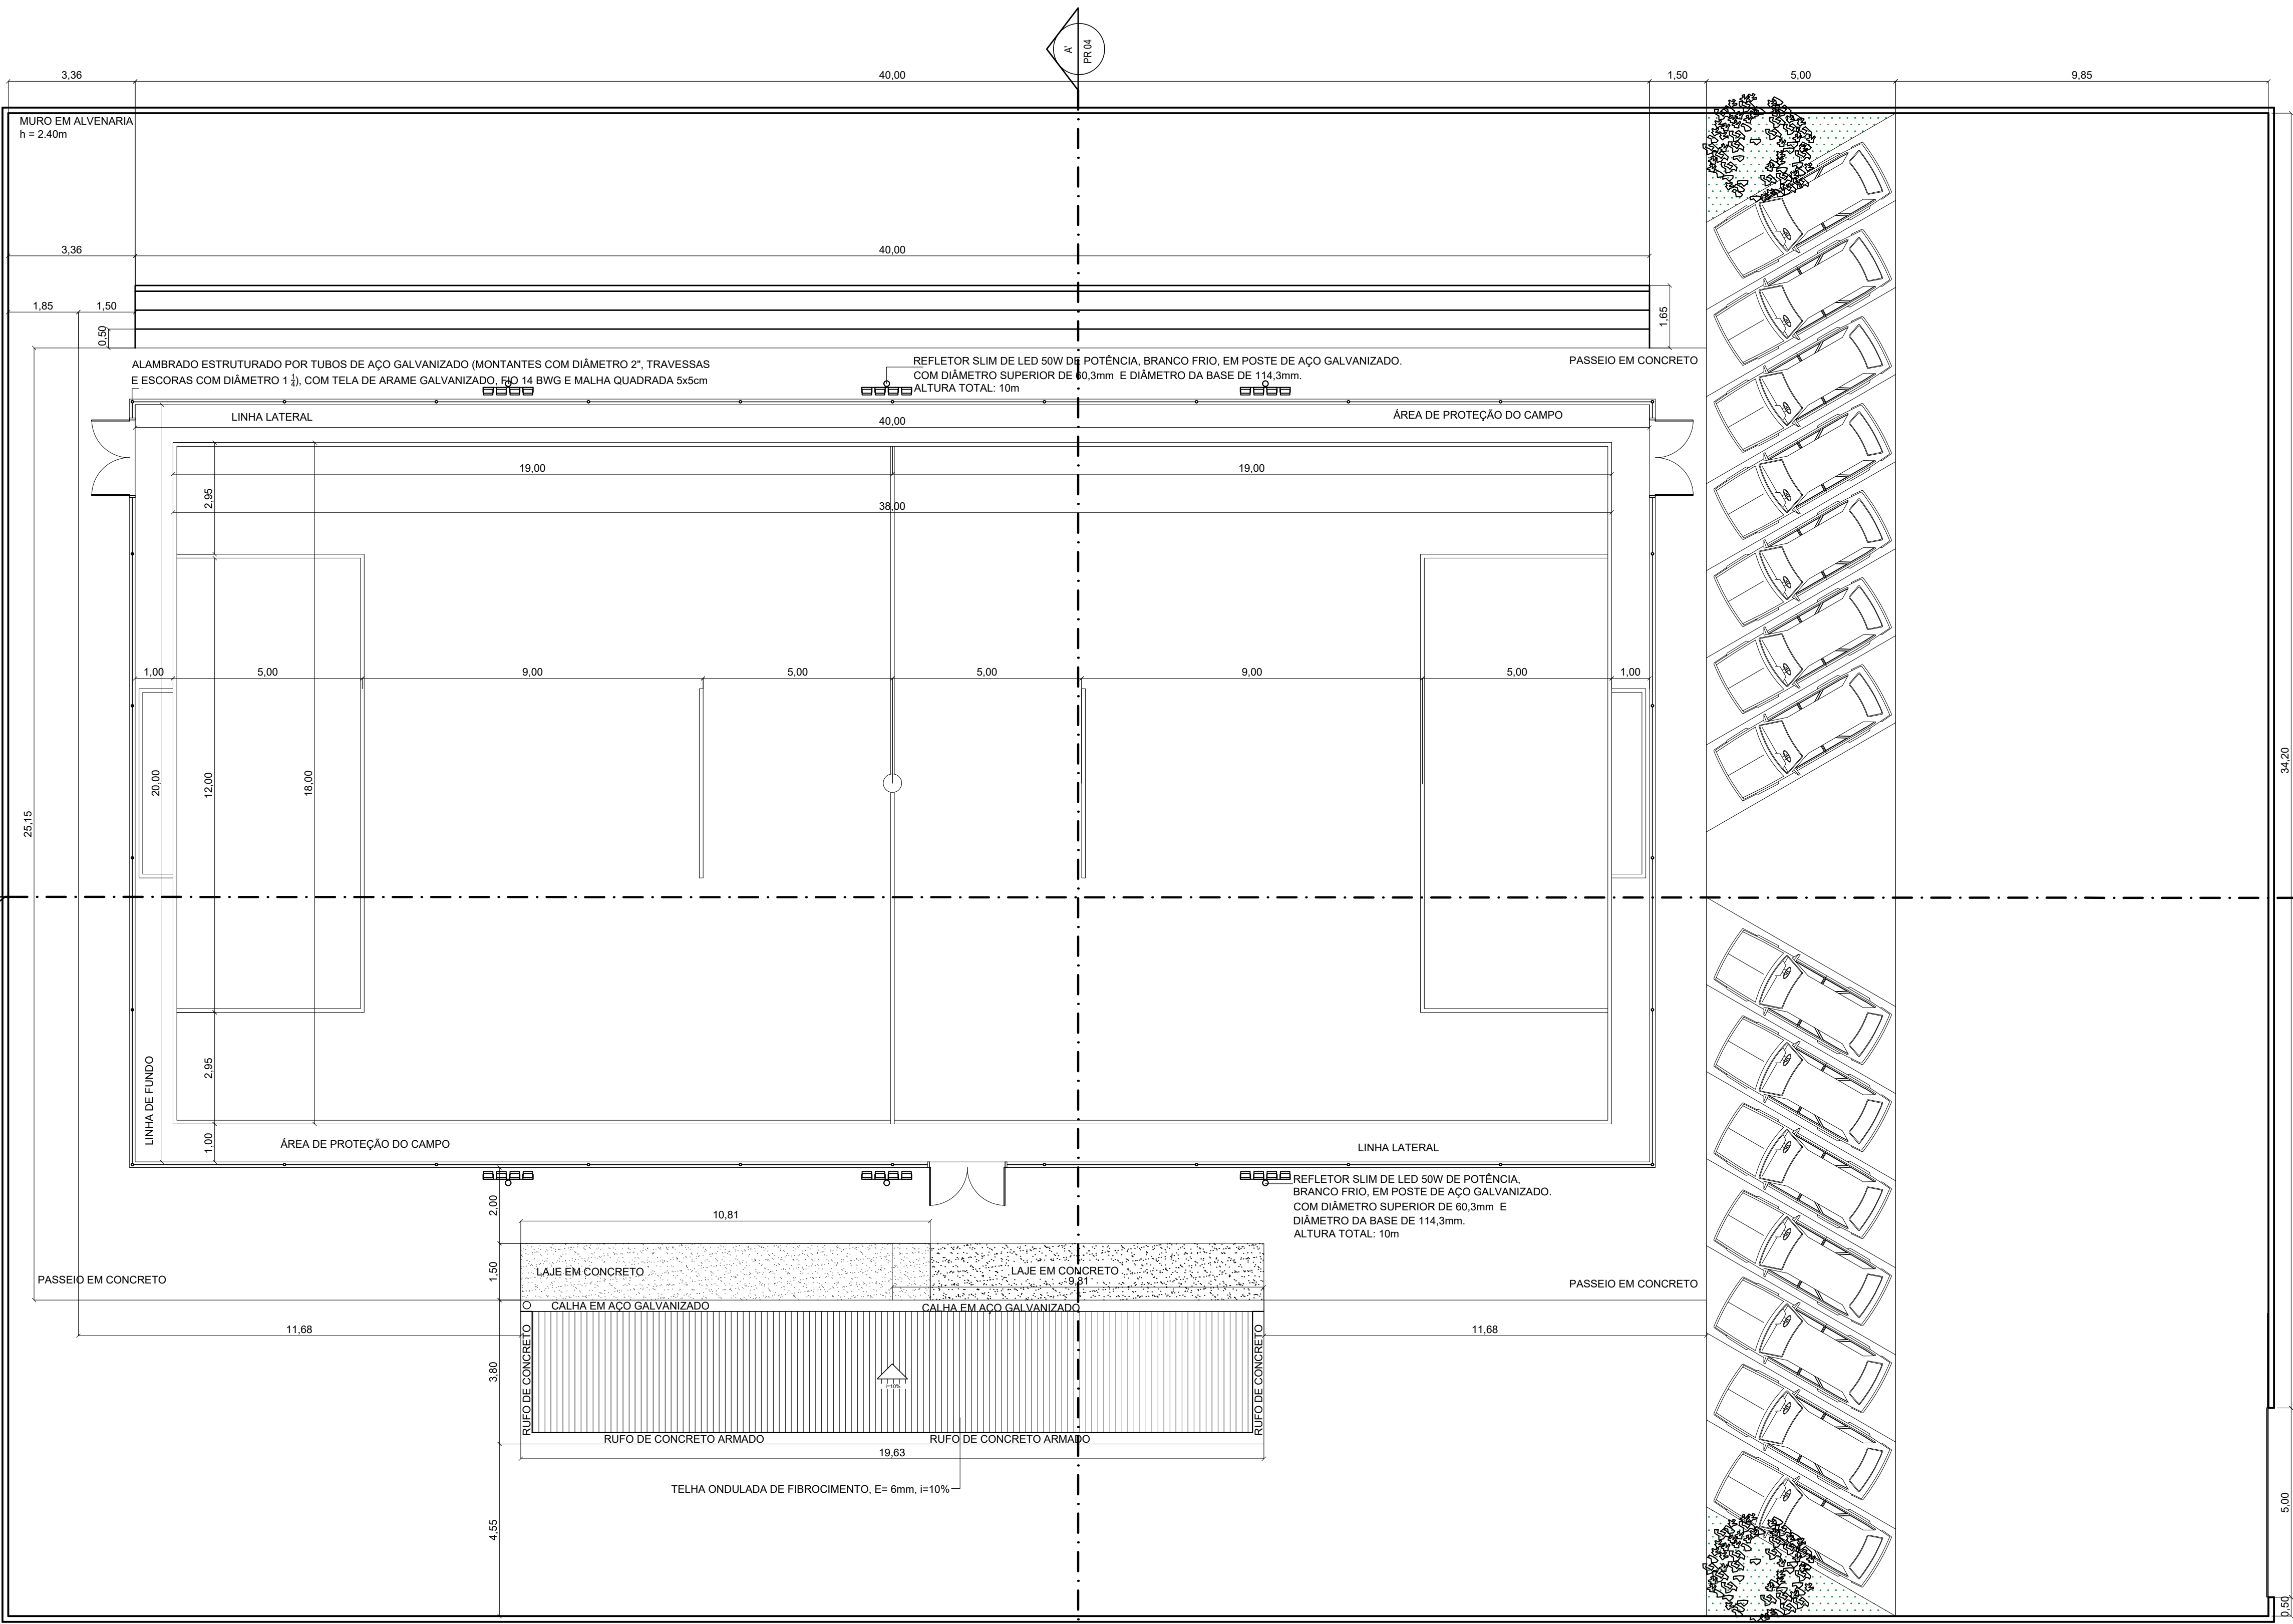 A'
PR 04
3,36
40,00
1,50
5,00
9,85
MURO EM ALVENARIA
h = 2.40m
3,36
40,00
1,85
1,50
0,50
1,65
ALAMBRADO ESTRUTURADO POR TUBOS DE AÇO GALVANIZADO (MONTANTES COM DIÂMETRO 2", TRAVESSAS
E ESCORAS COM DIÂMETRO 1 1/4), COM TELA DE ARAME GALVANIZADO, FIO 14 BWG E MALHA QUADRADA 5x5cm
REFLETOR SLIM DE LED 50W DE POTÊNCIA, BRANCO FRIO, EM POSTE DE AÇO GALVANIZADO.
COM DIÂMETRO SUPERIOR DE 60,3mm E DIÂMETRO DA BASE DE 114,3mm.
ALTURA TOTAL: 10m
PASSEIO EM CONCRETO
LINHA LATERAL
ÁREA DE PROTEÇÃO DO CAMPO
40,00
19,00
19,00
2,95
38,00
1,00
5,00
9,00
5,00
5,00
9,00
5,00
1,00
25,15
20,00
12,00
18,00
34,20
LINHA DE FUNDO
2,95
1,00
ÁREA DE PROTEÇÃO DO CAMPO
LINHA LATERAL
2,00
REFLETOR SLIM DE LED 50W DE POTÊNCIA,
BRANCO FRIO, EM POSTE DE AÇO GALVANIZADO.
COM DIÂMETRO SUPERIOR DE 60,3mm E
DIÂMETRO DA BASE DE 114,3mm.
ALTURA TOTAL: 10m
10,81
1,50
LAJE EM CONCRETO
LAJE EM CONCRETO
9,81
PASSEIO EM CONCRETO
PASSEIO EM CONCRETO
CALHA EM AÇO GALVANIZADO
CALHA EM AÇO GALVANIZADO
11,68
11,68
3,80
RUFO DE CONCRETO
i=10%
RUFO DE CONCRETO
RUFO DE CONCRETO ARMADO
RUFO DE CONCRETO ARMADO
19,63
TELHA ONDULADA DE FIBROCIMENTO, E= 6mm, i=10%
4,55
5,00
0,50